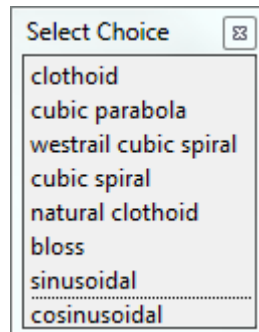 Select Choice
clothoid
cubic parabola
westrail cubic spiral
cubic spiral
natural clothoid
bloss
sinusoidal
cosinusoidal